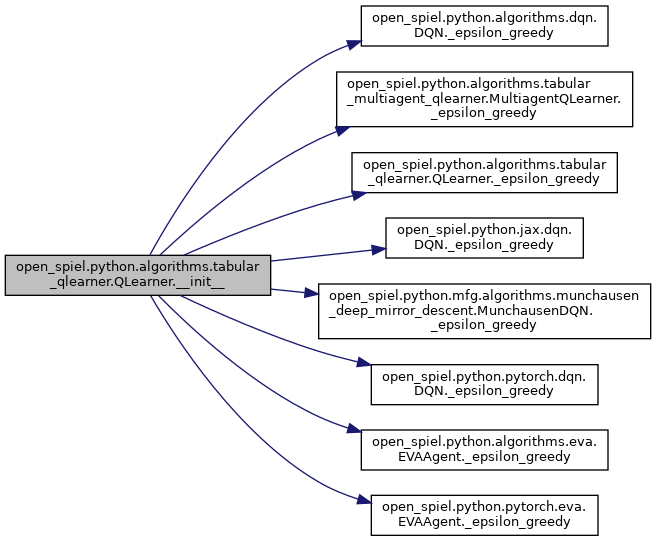 open_spiel.python.algorithms.dqn.
DQN._epsilon_greedy
open_spiel.python.algorithms.tabular
_multiagent_qlearner.MultiagentQLearner.
_epsilon_greedy
open_spiel.python.algorithms.tabular
_qlearner.QLearner._epsilon_greedy
open_spiel.python.jax.dqn.
DQN._epsilon_greedy
open_spiel.python.algorithms.tabular
_qlearner.QLearner.__init__
open_spiel.python.mfg.algorithms.munchausen
_deep_mirror_descent.MunchausenDQN.
_epsilon_greedy
open_spiel.python.pytorch.dqn.
DQN._epsilon_greedy
open_spiel.python.algorithms.eva.
EVAAgent._epsilon_greedy
open_spiel.python.pytorch.eva.
EVAAgent._epsilon_greedy